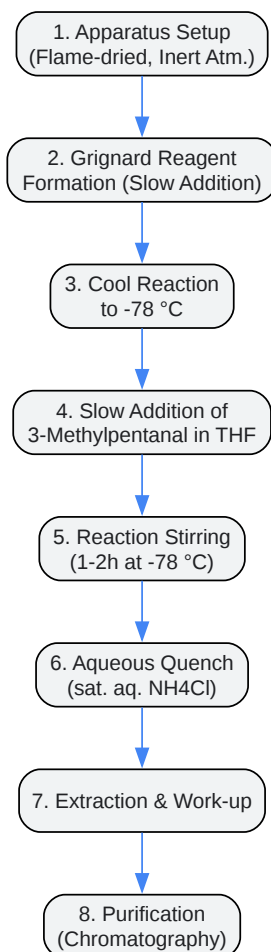 1. Apparatus Setup
(Flame-dried, Inert Atm.)
2. Grignard Reagent
Formation (Slow Addition)
3. Cool Reaction
to -78 °C
4. Slow Addition of
3-Methylpentanal in THF
5. Reaction Stirring
(1-2h at -78 °C)
6. Aqueous Quench
(sat. aq. NH4Cl)
7. Extraction & Work-up
8. Purification
(Chromatography)